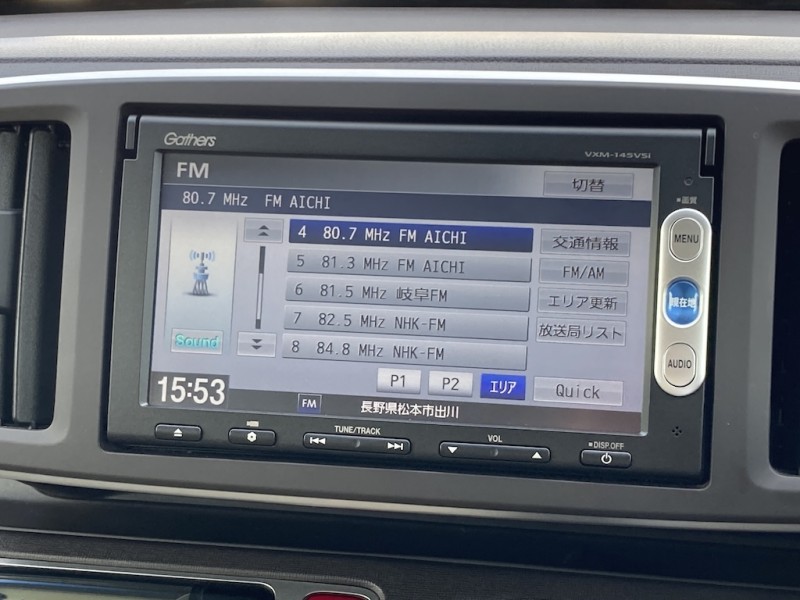 Gathers
VXM-145VSi
FM
切替
80.7 MHz FM AICHI
4 80.7 MHz FM AICHI
5 81.3 MHz FM AICHI
6 81.5 MHz 岐阜FM
7 82.5 MHz NHK-FM
8 84.8 MHz NHK-FM
交通情報
FM/AM
エリア更新
放送局リスト
Sound
P1
P2
エリア
Quick
15:53
FM
長野県松本市出川
画質
MENU
現在地
AUDIO
TUNE/TRACK
VOL
DISP OFF